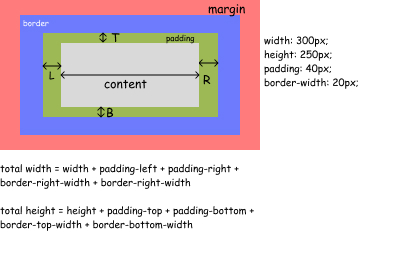 margin
border
T
padding
L
content
R
B
width: 300px;
height: 250px;
padding: 40px;
border-width: 20px;
total width = width + padding-left + padding-right +
border-right-width + border-right-width
total height = height + padding-top + padding-bottom +
border-top-width + border-bottom-width